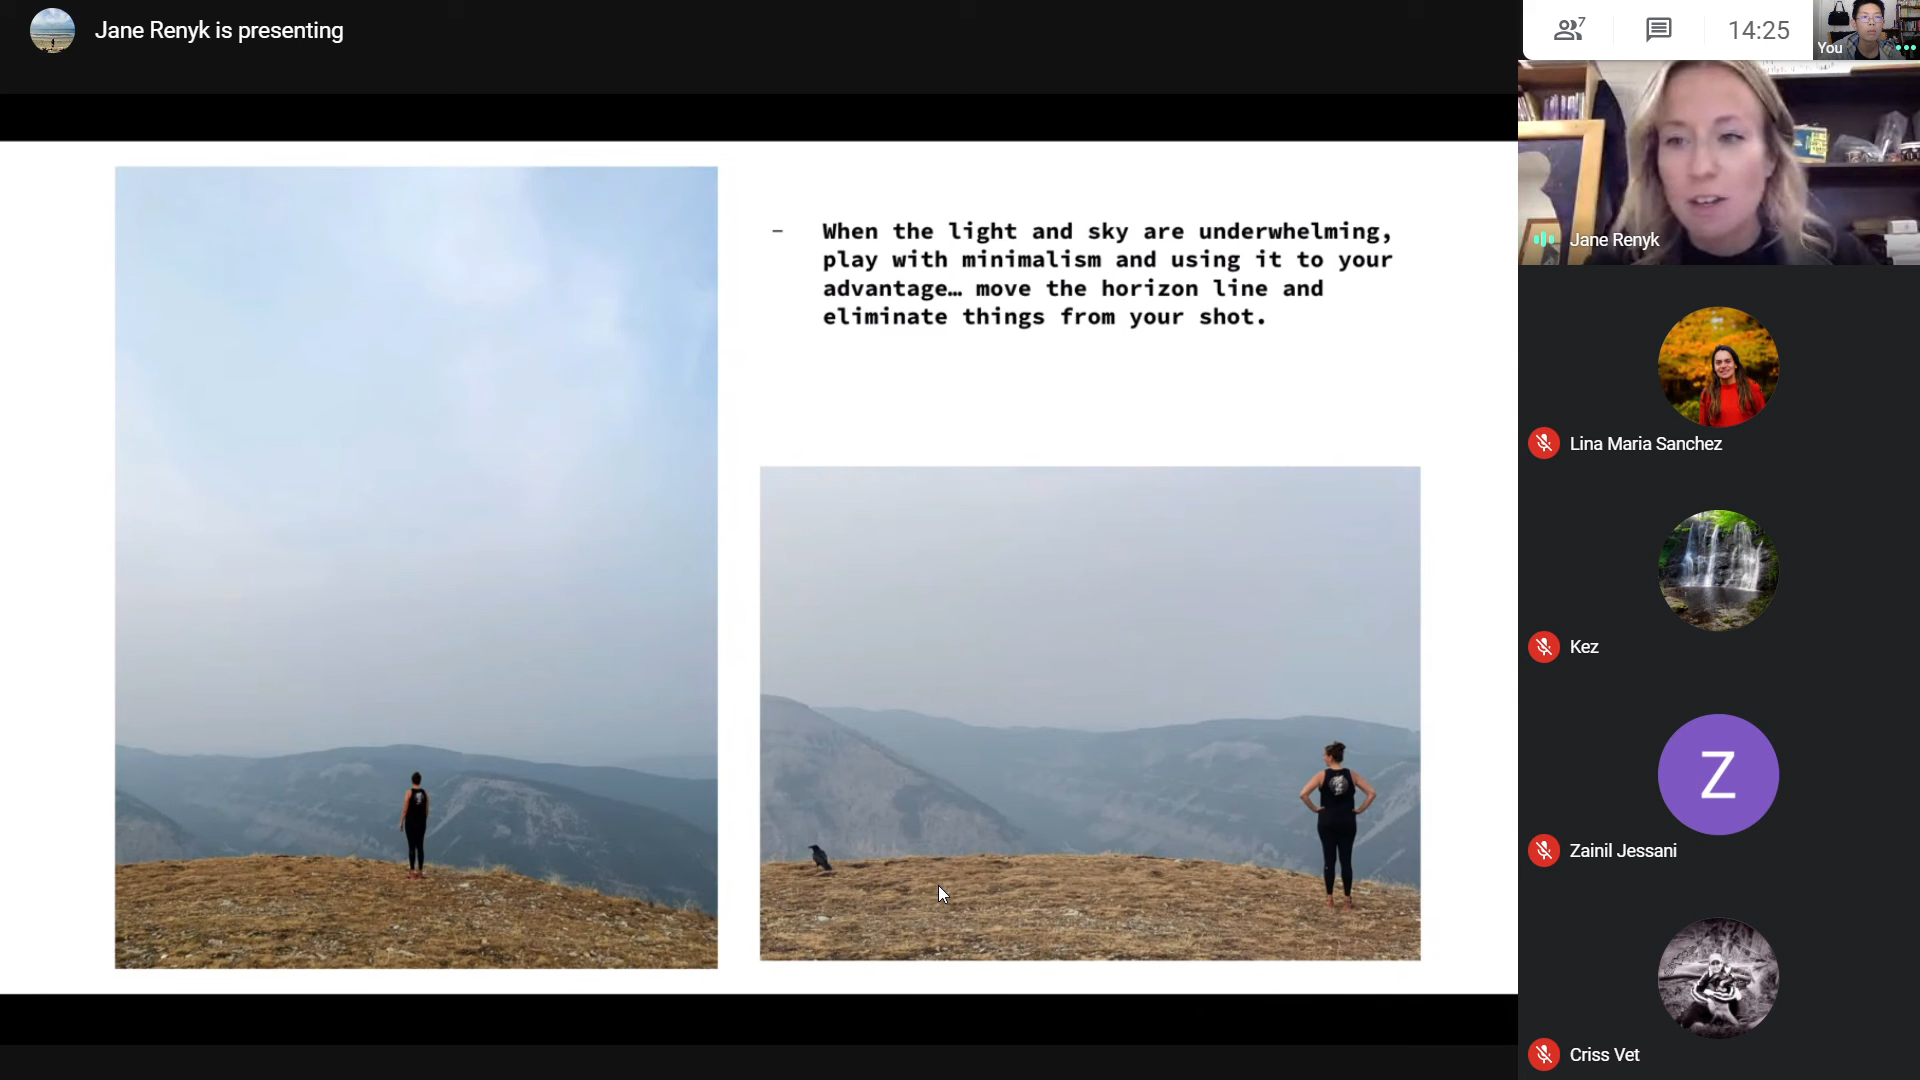 Jane Renyk is presenting
7
14:25
You
- When the light and sky are underwhelming,
play with minimalism and using it to your
advantage… move the horizon line and
eliminate things from your shot.
Jane Renyk
Lina Maria Sanchez
Kez
Z
Zainil Jessani
Criss Vet